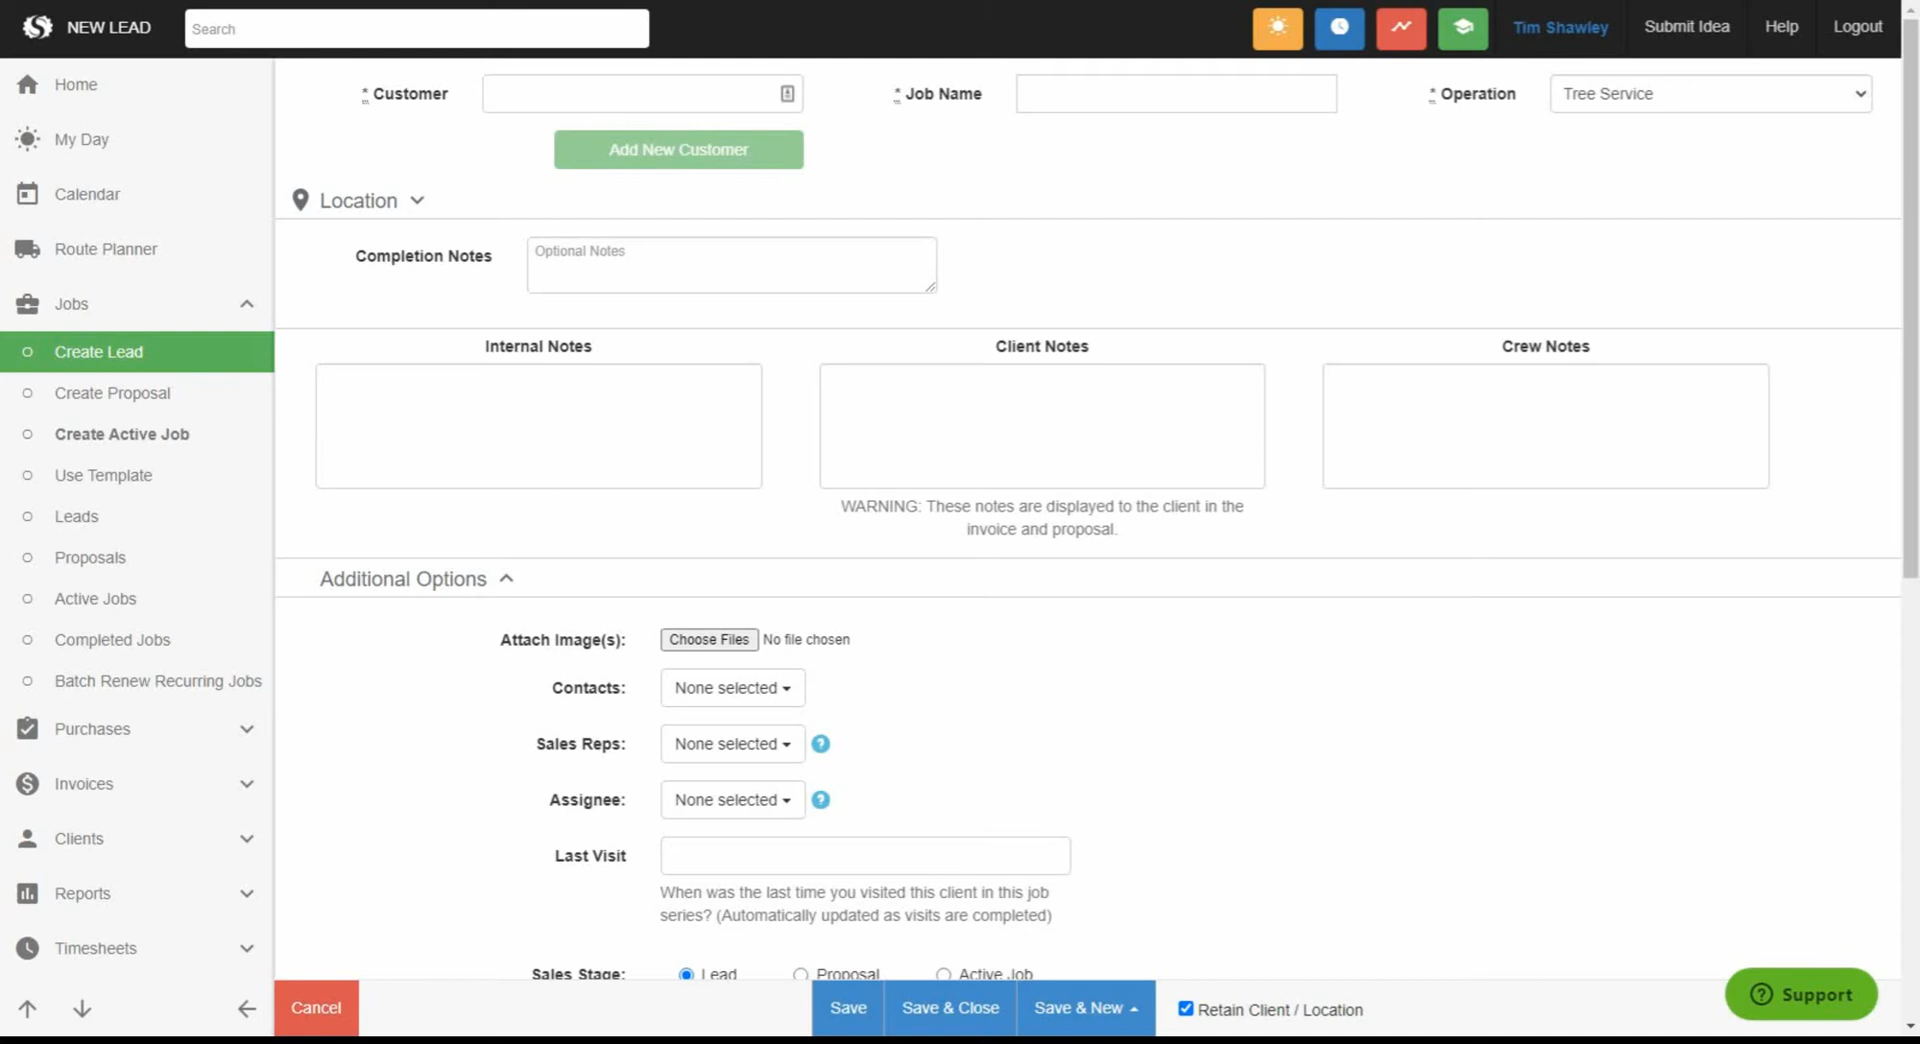 NEW LEAD
Search
Tim Shawley
Submit Idea
Help
Logout
Home
My Day
Calendar
Route Planner
Jobs
Create Lead
Create Proposal
Create Active Job
Use Template
Leads
Proposals
Active Jobs
Completed Jobs
Batch Renew Recurring Jobs
Purchases
Invoices
Clients
Reports
Timesheets
* Customer
* Job Name
* Operation
Tree Service
Add New Customer
Location
Completion Notes
Optional Notes
Internal Notes
Client Notes
Crew Notes
WARNING: These notes are displayed to the client in the
invoice and proposal.
Additional Options
Attach Image(s):
Choose Files No file chosen
Contacts:
None selected
Sales Reps:
None selected
?
Assignee:
None selected
?
Last Visit
When was the last time you visited this client in this job
series? (Automatically updated as visits are completed)
Sales Stage:
Lead
Proposal
Active Job
Cancel
Save
Save & Close
Save & New
Retain Client / Location
? Support